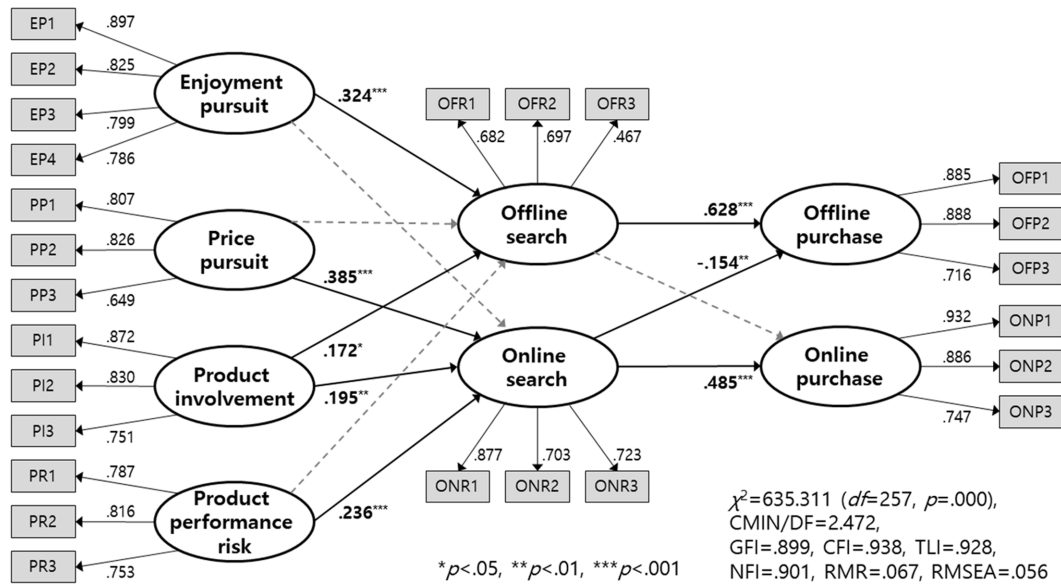 EP1
.897
EP2
.825
EP3
.799
EP4
.786
Enjoyment
pursuit
.324***
OFR1
OFR2
OFR3
.682
.697
.467
PP1
.807
PP2
.826
PP3
.649
Price
pursuit
.385***
Offline
search
.628***
-.154**
Offline
purchase
.885
OFP1
.888
OFP2
.716
OFP3
PI1
.872
PI2
.830
PI3
.751
Product
involvement
.172*
.195**
Online
search
.485***
Online
purchase
.932
ONP1
.886
ONP2
.747
ONP3
PR1
.787
PR2
.816
PR3
.753
Product
performance
risk
.236***
.877
.703
.723
ONR1
ONR2
ONR3
*p<.05, **p<.01, ***p<.001
χ²=635.311 (df=257, p=.000),
CMIN/DF=2.472,
GFI=.899, CFI=.938, TLI=.928,
NFI=.901, RMR=.067, RMSEA=.056